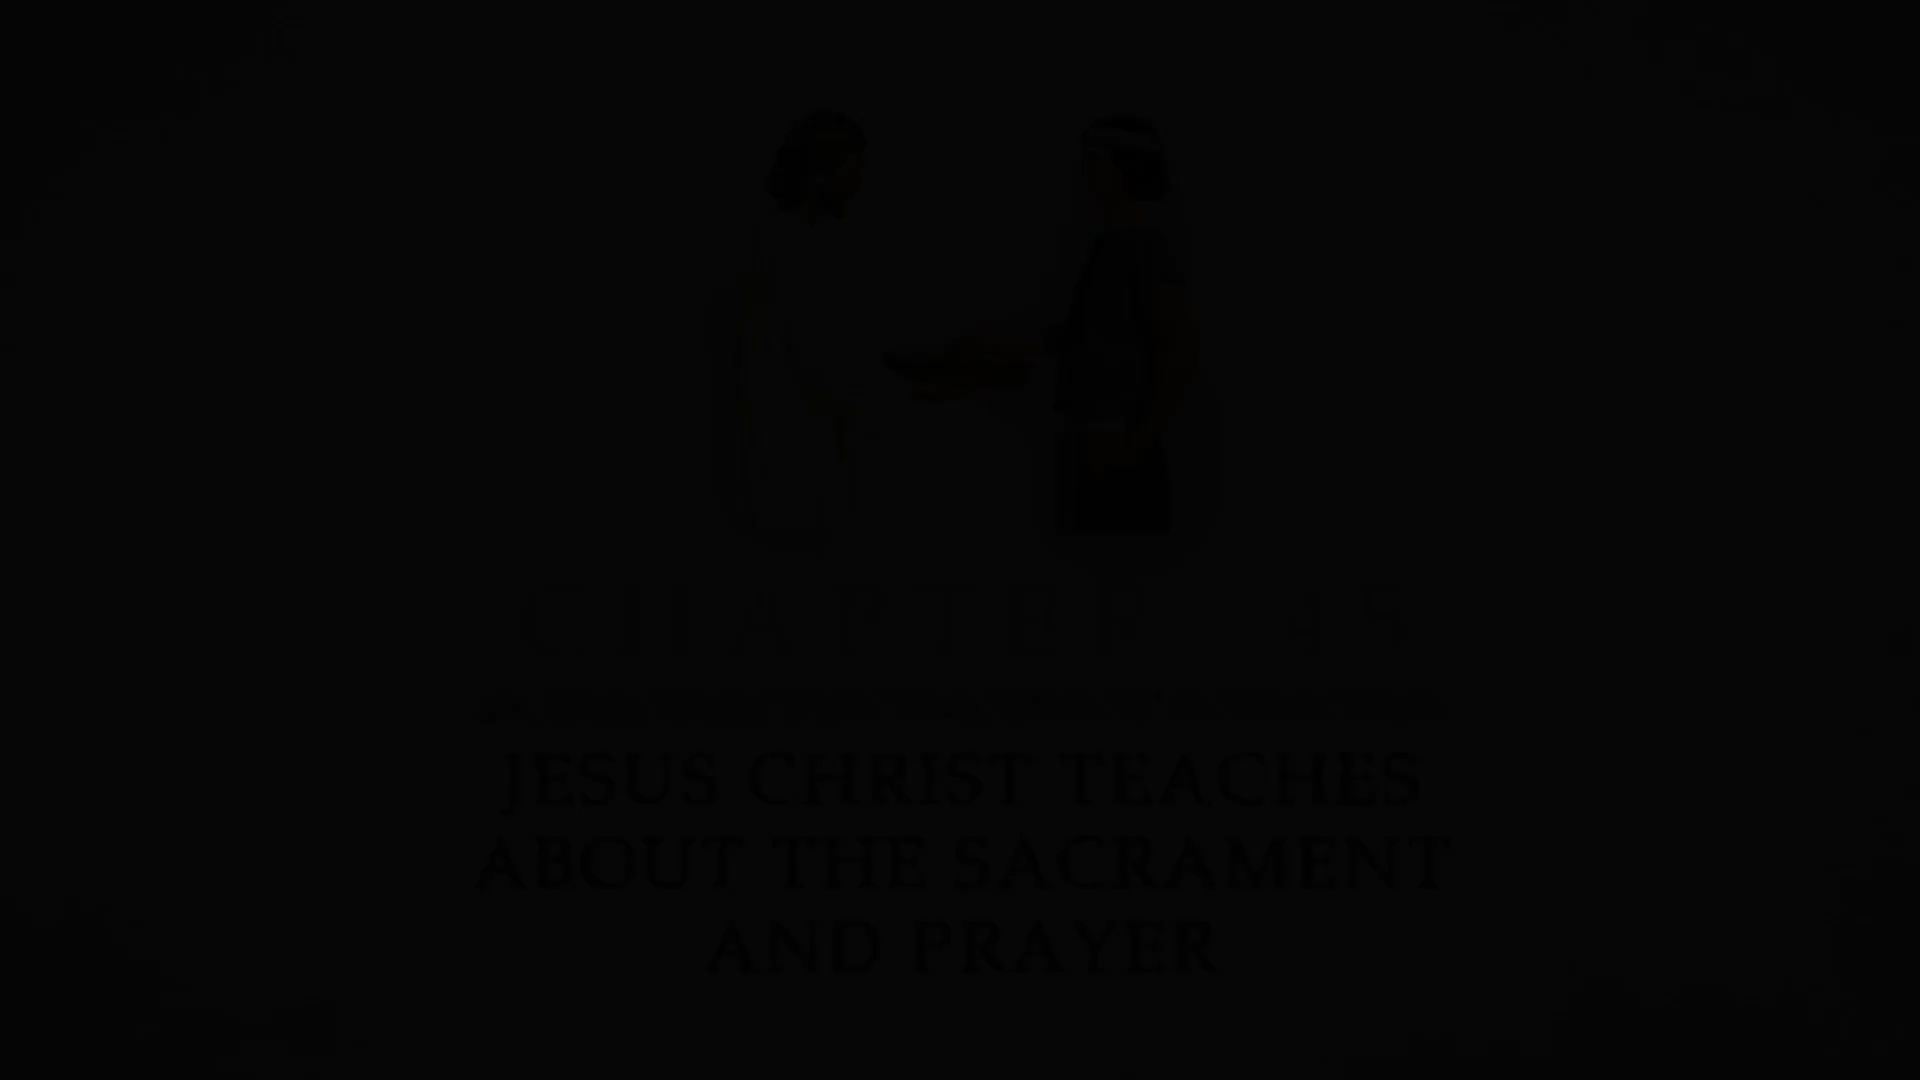 CHAPTER 45
JESUS CHRIST TEACHES
ABOUT THE SACRAMENT
AND PRAYER